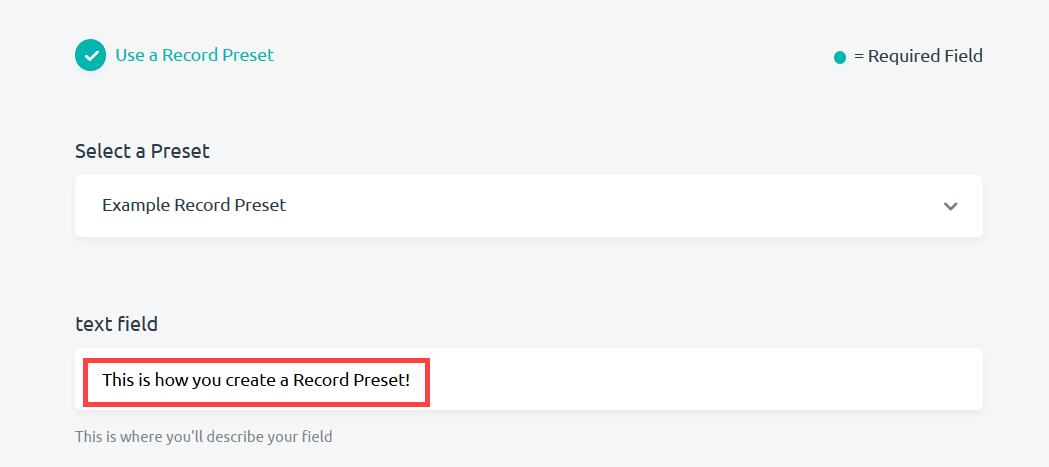 Use a Record Preset
= Required Field
Select a Preset
Example Record Preset
text field
This is how you create a Record Preset!
This is where you'll describe your field